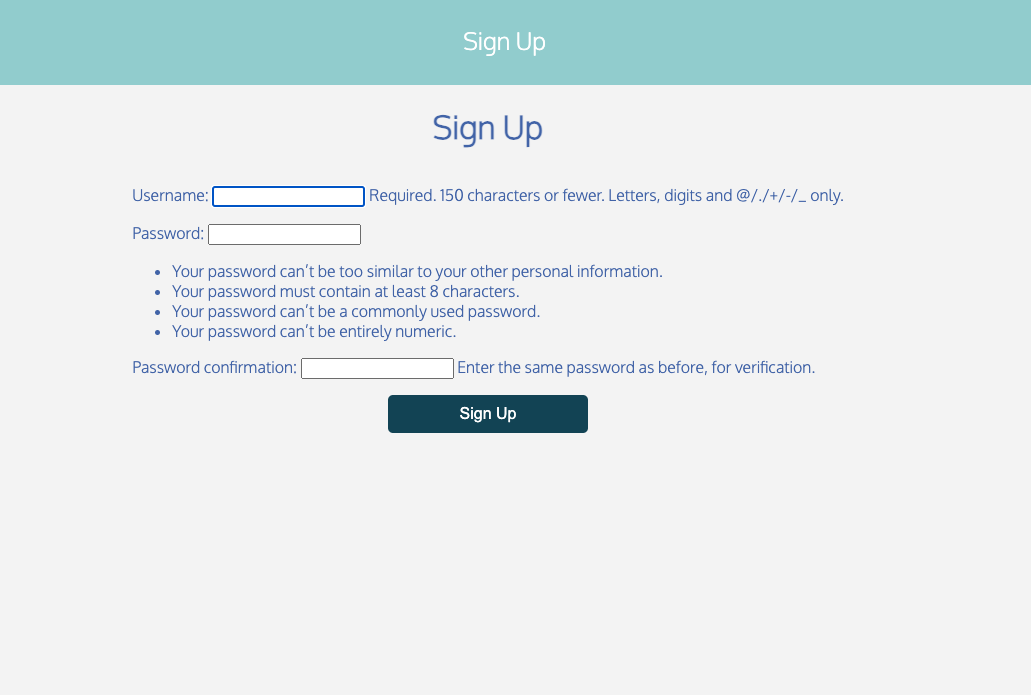 Sign Up
Sign Up
Username: Required. 150 characters or fewer. Letters, digits and @/./+/-/_ only.
Password:
Your password can't be too similar to your other personal information.
Your password must contain at least 8 characters.
Your password can't be a commonly used password.
Your password can't be entirely numeric.
Password confirmation: Enter the same password as before, for verification.
Sign Up